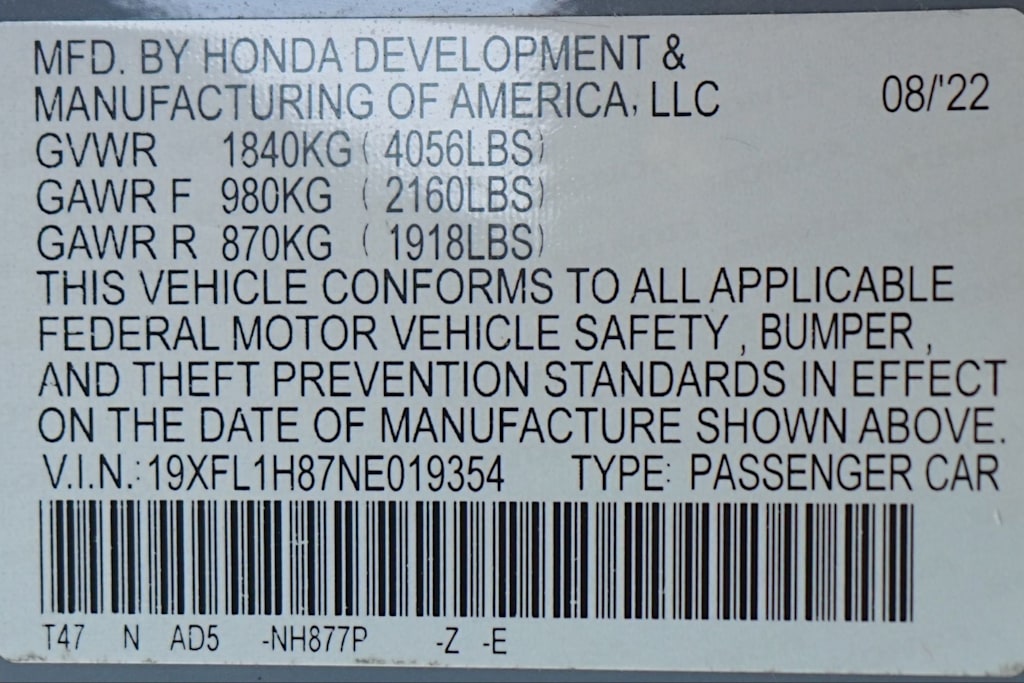 MFD. BY HONDA DEVELOPMENT &
MANUFACTURING OF AMERICA, LLC 08/'22
GVWR 1840KG ( 4056LBS)
GAWR F 980KG ( 2160LBS)
GAWR R 870KG ( 1918LBS)
THIS VEHICLE CONFORMS TO ALL APPLICABLE
FEDERAL MOTOR VEHICLE SAFETY , BUMPER ,
AND THEFT PREVENTION STANDARDS IN EFFECT
ON THE DATE OF MANUFACTURE SHOWN ABOVE.
V.I.N.: 19XFL1H87NE019354 TYPE: PASSENGER CAR
T47 N AD5 -NH877P -Z -E